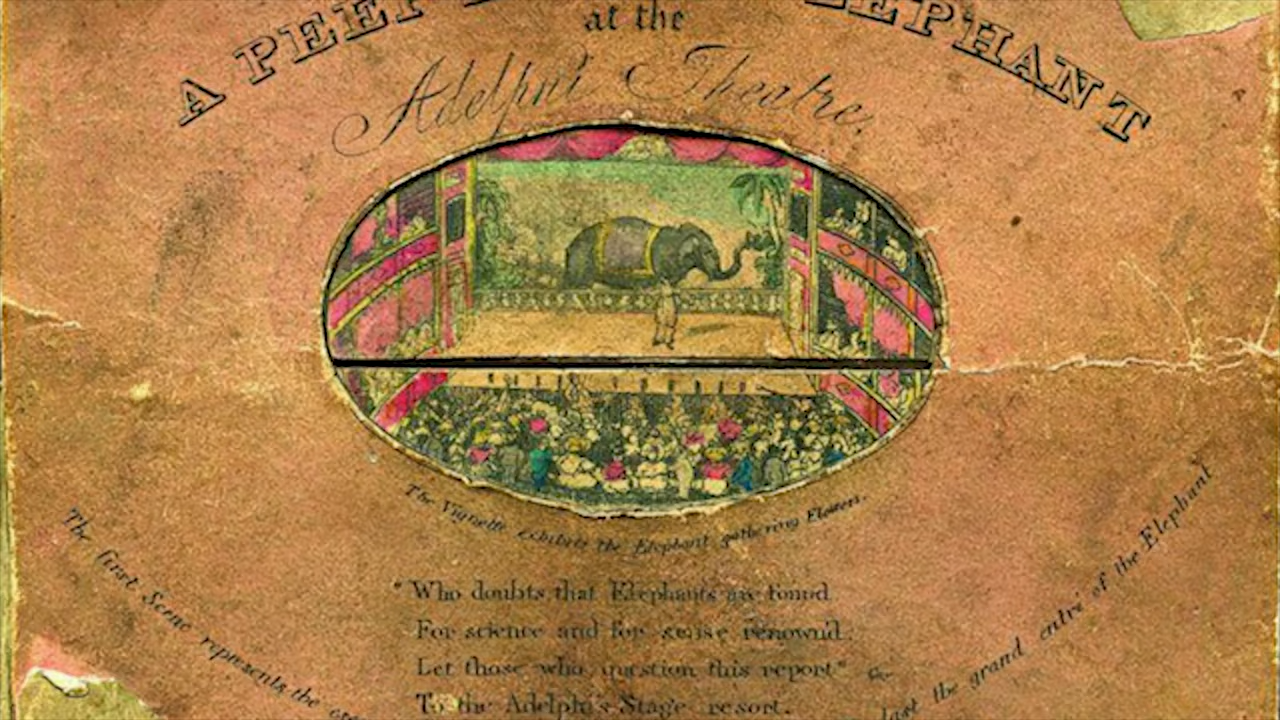 A PEEP
ELEPHANT
at the
Adelphi Theatre.
The Vignette exhibits the Elephant gathering Flowers.
The first Scene represents the
last the grand entré of the Elephant
"Who doubts that Elephants are found
For science and for sense renown'd:
Let those who question this report"
To the Adelphi's Stage resort.